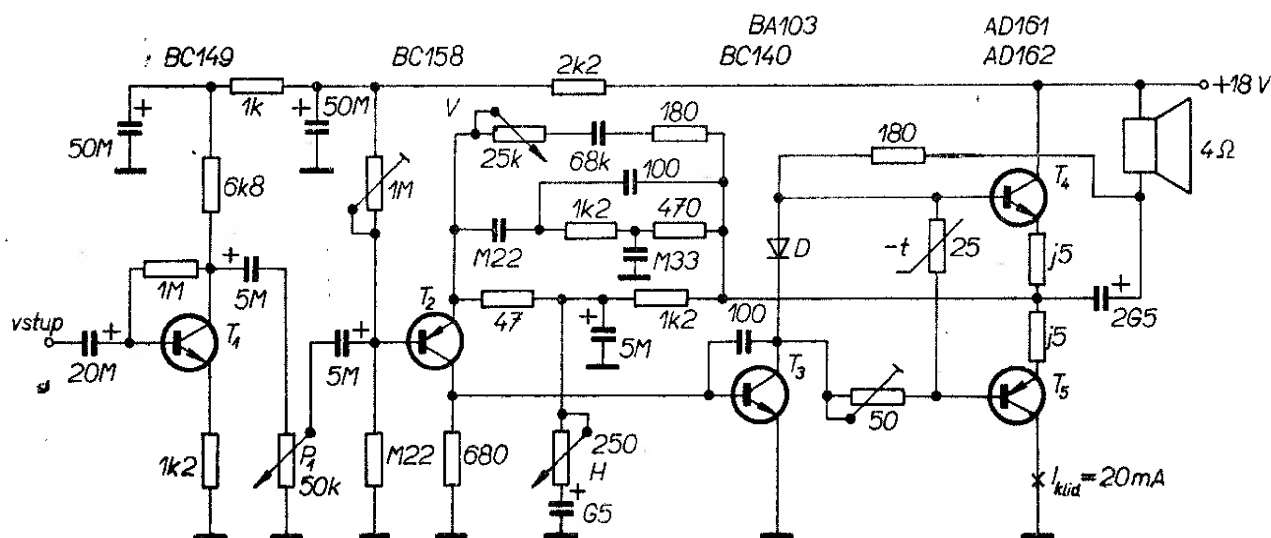 BA103 AD161
BC149 BC158 BC140 AD162
2k2
+18V
1k
50M
50M
V
25k
68k
180
180
4Ω
6k8
1M
100
T4
1k2
470
M22
M33
D
-t
25
j5
1M
5M
vstup
20M
T1
T2
47
1k2
5M
100
2G5
5M
T3
50
j5
T5
1k2
P1
50k
M22
680
250
H
G5
Iklid=20mA